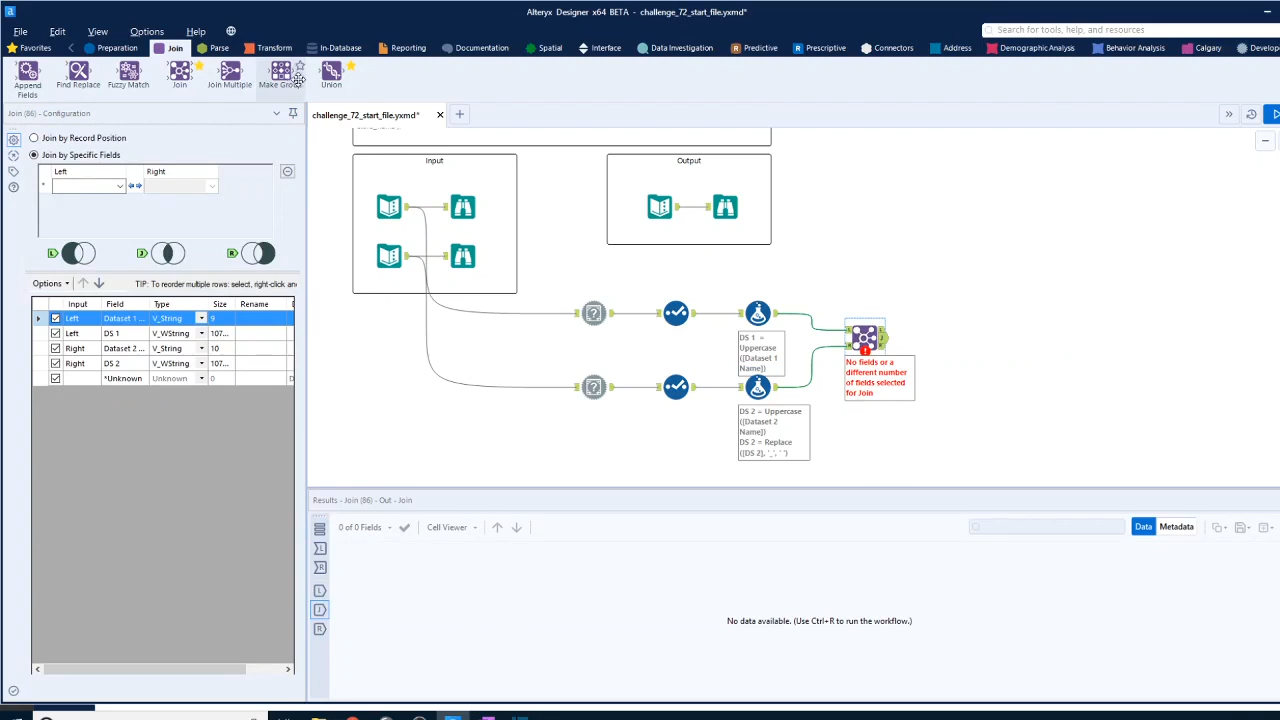 Alteryx Designer x64 BETA - challenge_72_start_file.yxmd*
File Edit View Options Help
Search for tools, help, and resources
Favorites Preparation Join Parse Transform In-Database Reporting Documentation Spatial Interface Data Investigation Predictive Prescriptive Connectors Address Demographic Analysis Behavior Analysis Calgary Develop
Append Fields Find Replace Fuzzy Match Join Join Multiple Union
Join (86) - Configuration
challenge_72_start_file.yxmd*
Join by Record Position
Join by Specific Fields
Left Right
L J R
Options
TIP: To reorder multiple rows: select, right-click an
Input Field Type Size Rename
Left Dataset 1 ... V_String 9
Left DS 1 V_WString 107...
Right Dataset 2 ... V_String 10
Right DS 2 V_WString 107...
*Unknown Unknown 0
Input
Output
DS 1 =
Uppercase
([Dataset 1
Name])
DS 2 = Uppercase
([Dataset 2
Name])
DS 2 = Replace
([DS 2], '_', ' ')
No fields or a
different number
of fields selected
for Join
Results - Join (86) - Out - Join
0 of 0 Fields Cell Viewer Data Metadata
L
R
L
J
R
No data available. (Use Ctrl+R to run the workflow.)